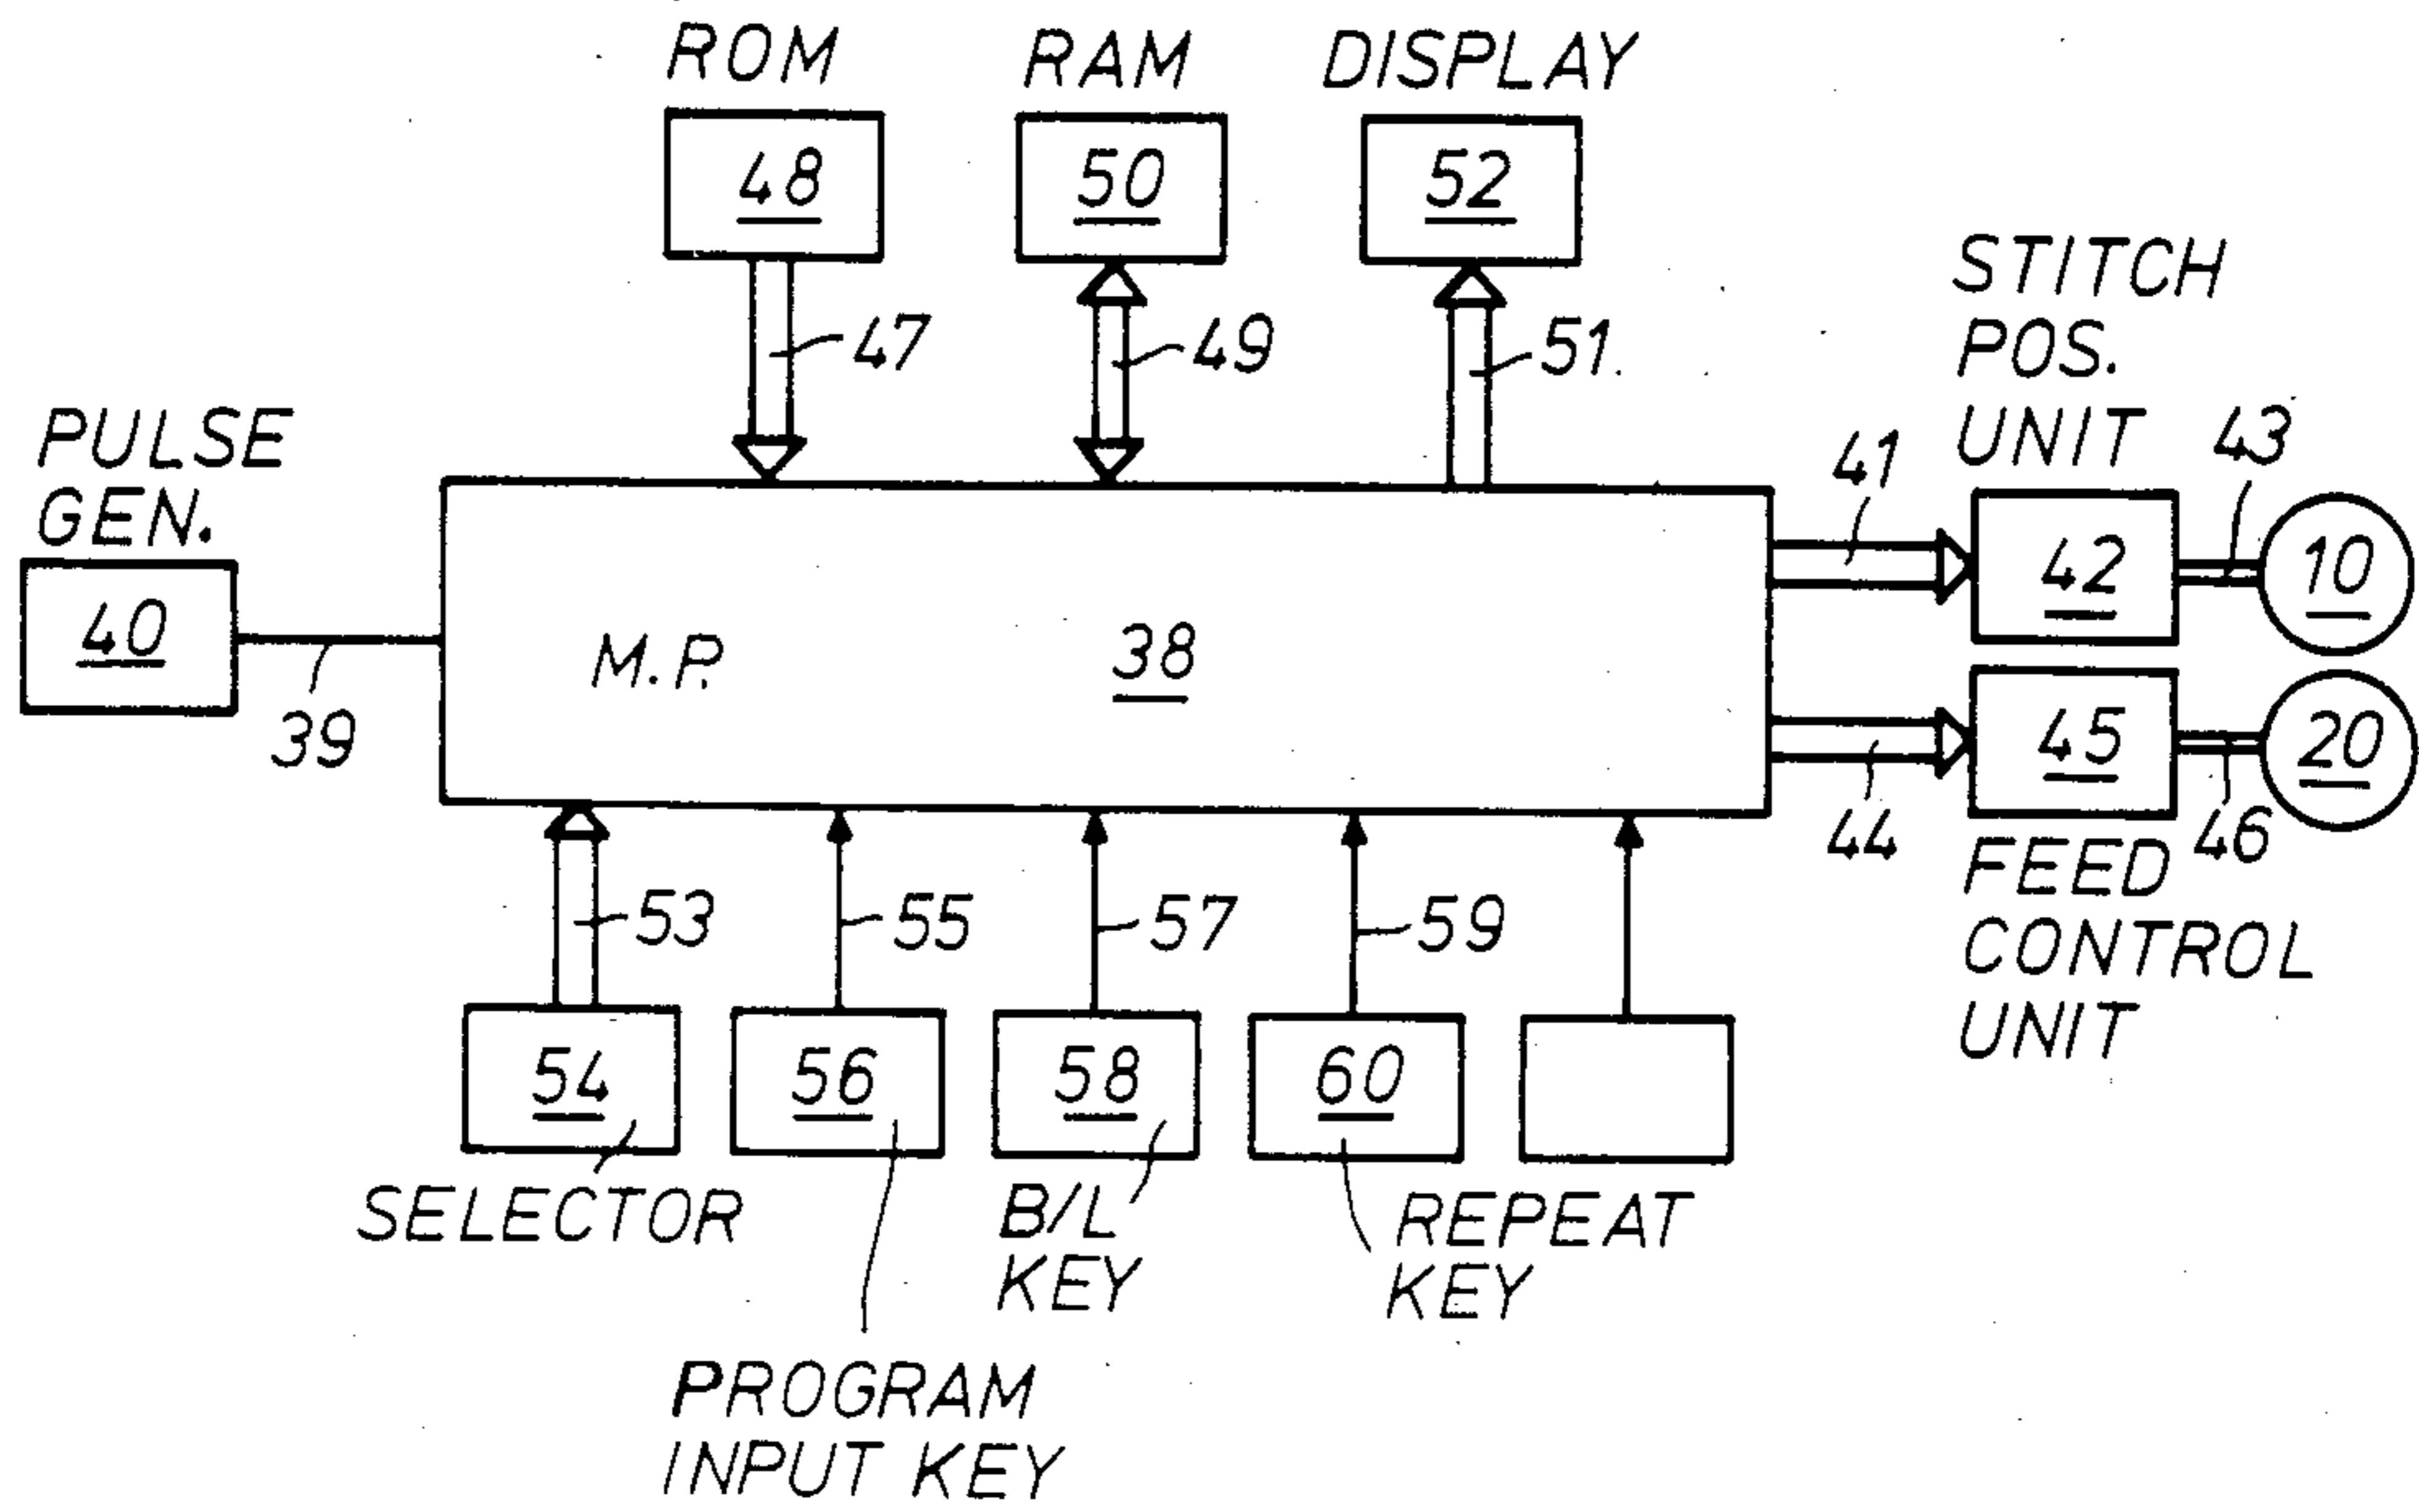 ROM
RAM
DISPLAY
48
50
52
STITCH
POS.
UNIT
47
49
51
41
43
PULSE
GEN.
40
39
M.P.
38
42
10
45
20
44
46
FEED
CONTROL
UNIT
53
55
57
59
54
56
58
60
SELECTOR
B/L
KEY
REPEAT
KEY
PROGRAM
INPUT KEY